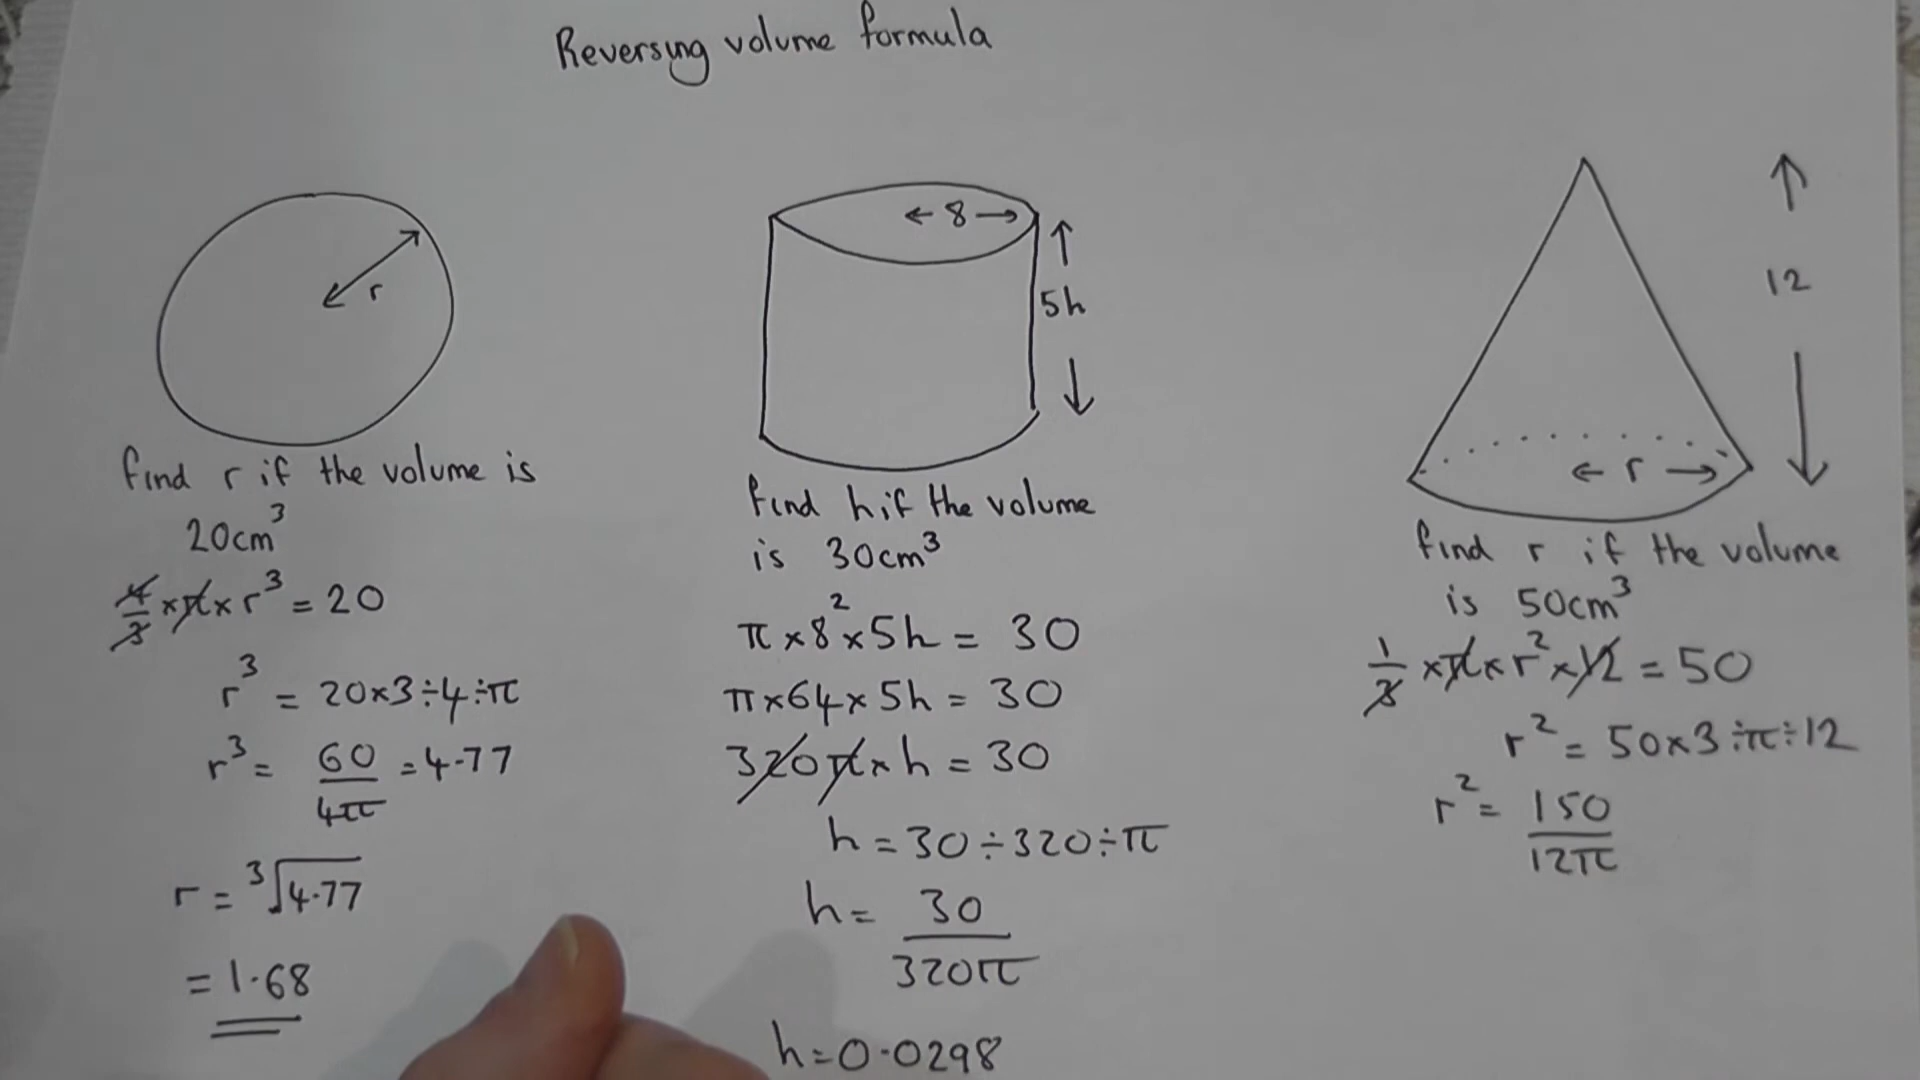 Reversing volume formula
r
find r if the volume is
20cm³
4/3 × π × r³ = 20
r³ = 20×3÷4÷π
r³ = 60/4π = 4.77
r = ³√4.77
= 1.68
← 8 →
5h
find h if the volume
is 30cm³
π × 8² × 5h = 30
π × 64 × 5h = 30
320π × h = 30
h = 30÷320÷π
h = 30/320π
h = 0.0298
12
← r →
find r if the volume
is 50cm³
1/3 × π × r² × 12 = 50
r² = 50×3÷π÷12
r² = 150/12π